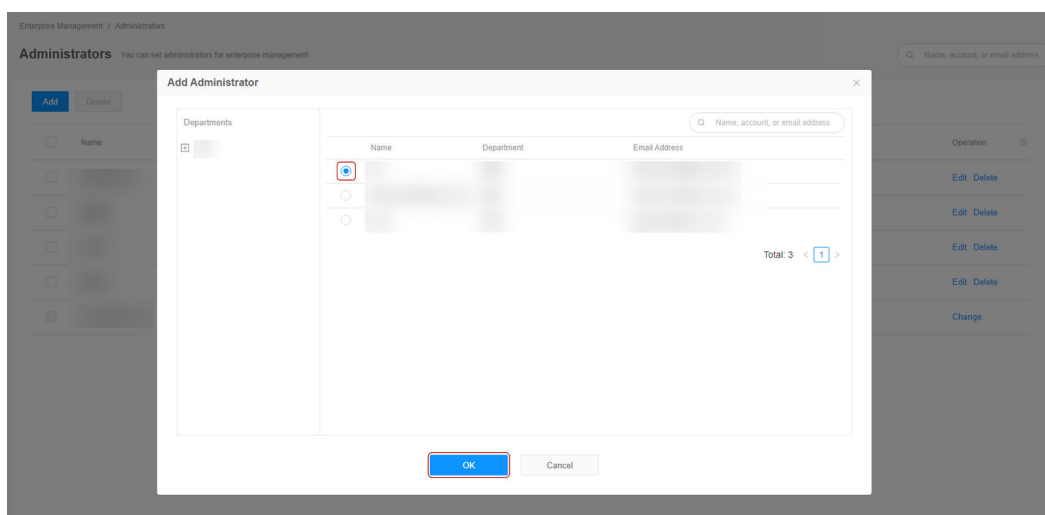 Enterprise Management / Administrators
Administrators You can set administrators for enterprise management.
Name, account, or email address
Add Administrator
Add Delete
Departments
Name, account, or email address
Name Department Email Address
Name Operation
Edit Delete
Edit Delete
Edit Delete
Total: 3 < 1 >
Edit Delete
Change
OK Cancel